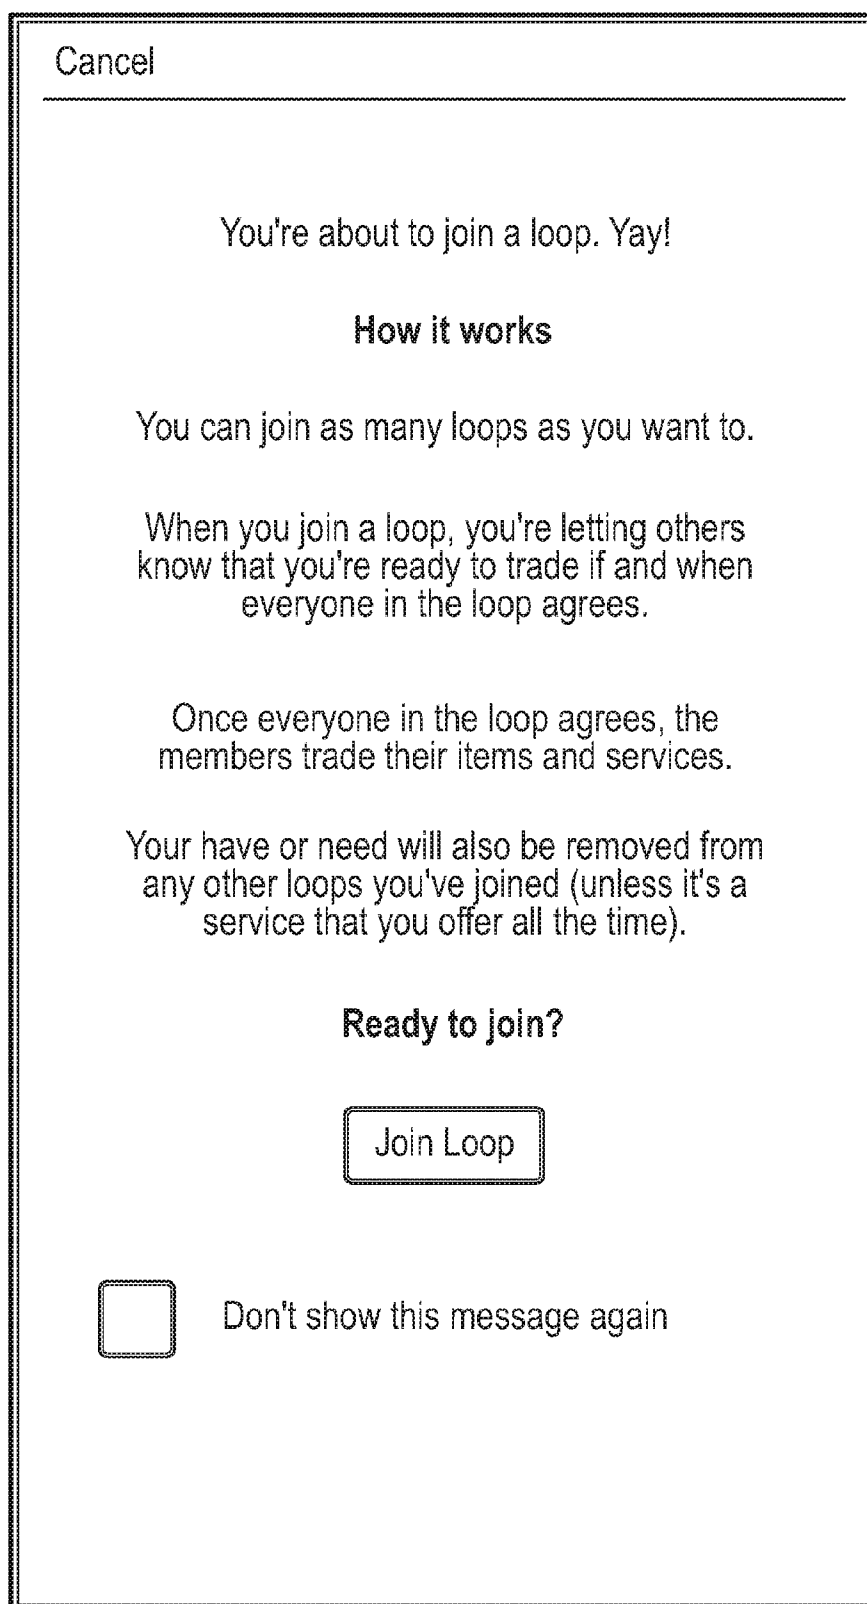 Cancel
You're about to join a loop. Yay!
How it works
You can join as many loops as you want to.
When you join a loop, you're letting others
know that you're ready to trade if and when
everyone in the loop agrees.
Once everyone in the loop agrees, the
members trade their items and services.
Your have or need will also be removed from
any other loops you've joined (unless it's a
service that you offer all the time).
Ready to join?
Join Loop
Don't show this message again